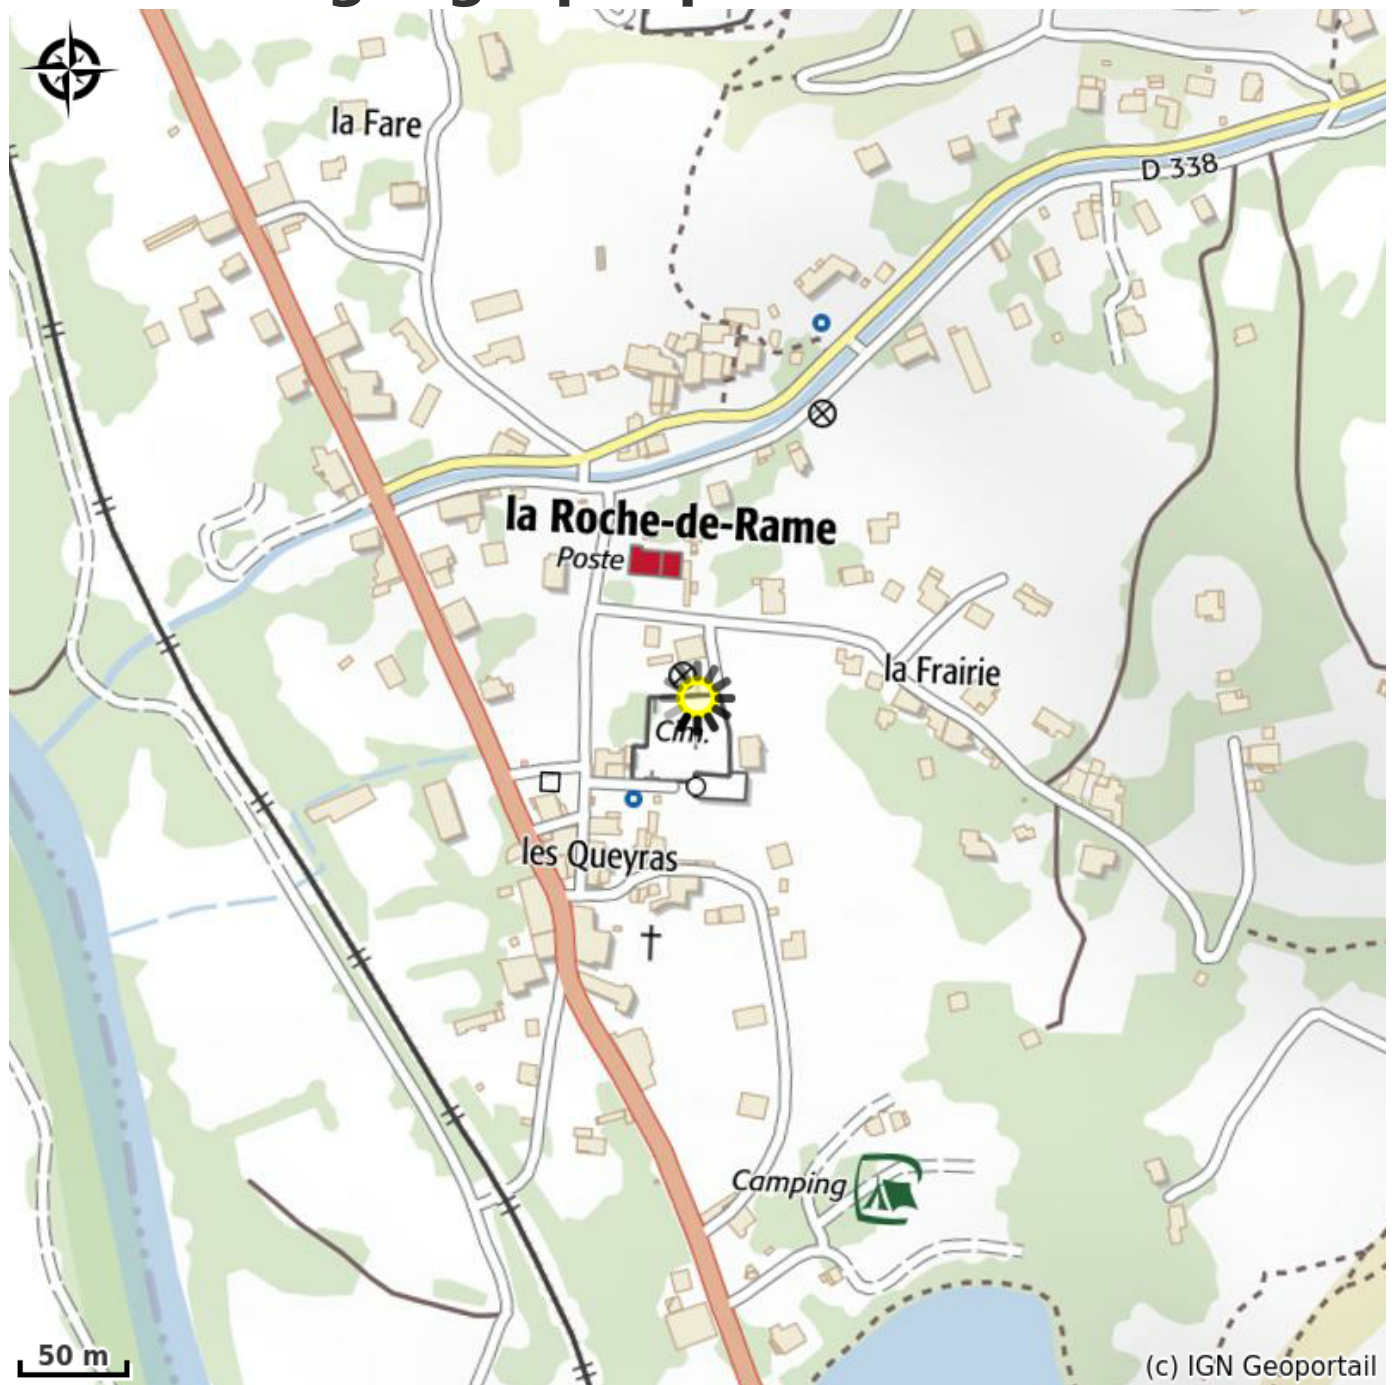 la Fare
D 338
la Roche-de-Rame
Poste
la Frairie
Cim.
les Queyras
Camping
50 m
(c) IGN Geoportail